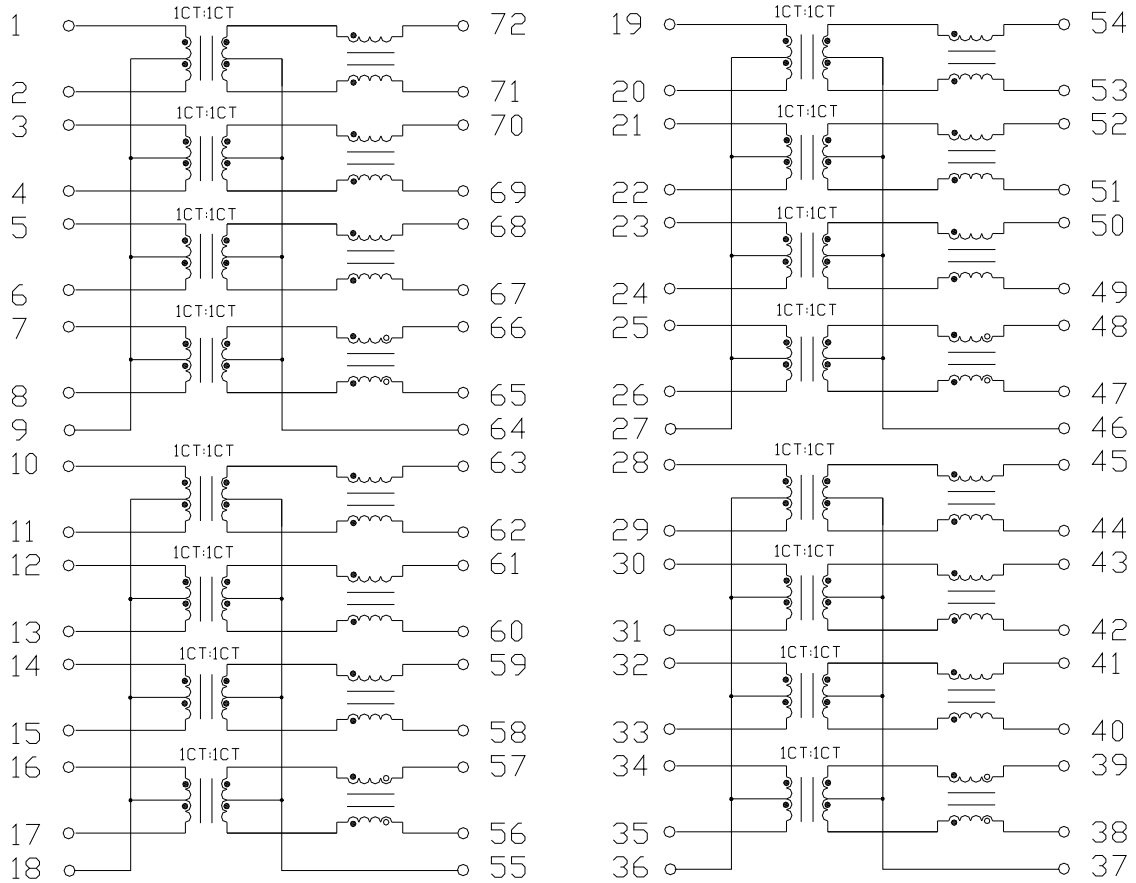 1CT:1CT
1 72
2 71
1CT:1CT
3 70
4 69
1CT:1CT
5 68
6 67
1CT:1CT
7 66
8 65
9 64
1CT:1CT
10 63
11 62
1CT:1CT
12 61
13 60
1CT:1CT
14 59
15 58
1CT:1CT
16 57
17 56
18 55
1CT:1CT
19 54
20 53
1CT:1CT
21 52
22 51
1CT:1CT
23 50
24 49
1CT:1CT
25 48
26 47
27 46
1CT:1CT
28 45
29 44
1CT:1CT
30 43
31 42
1CT:1CT
32 41
33 40
1CT:1CT
34 39
35 38
36 37